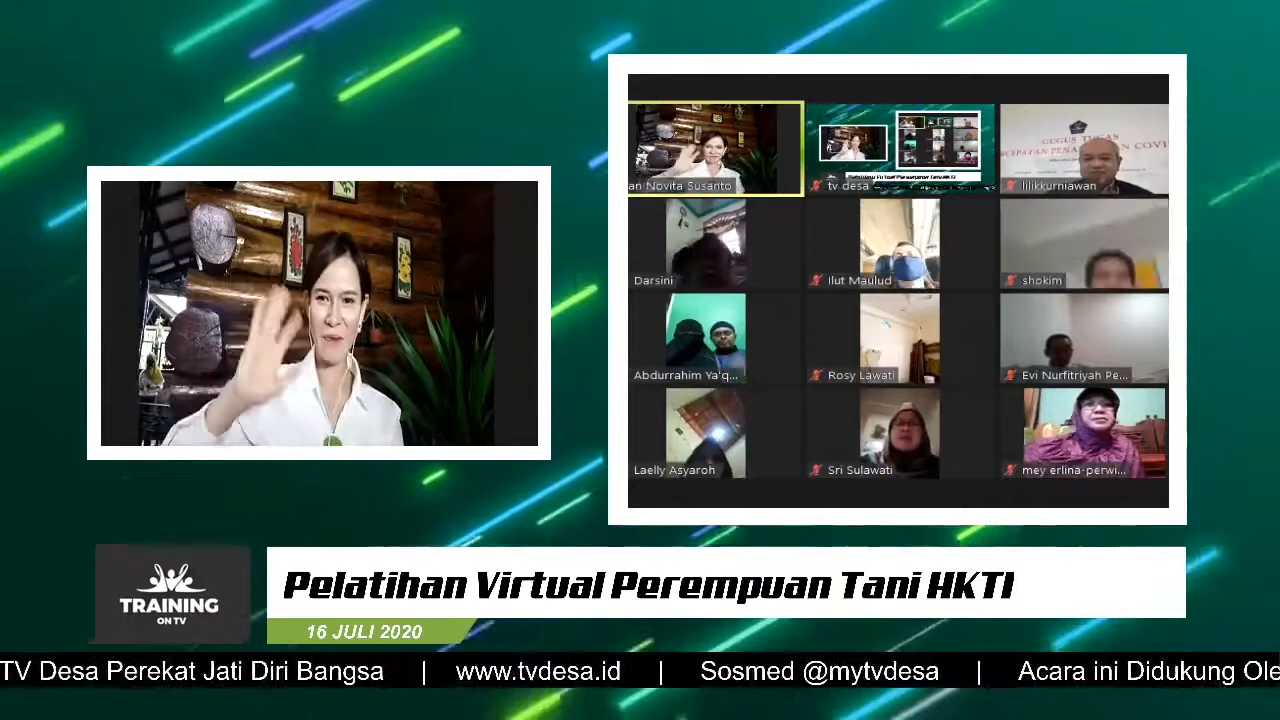 an Novita Susanto
tv desa
GUGUS TUGAS
lilikkurniawan
Darsini
Ilut Maulud
shokim
Abdurrahim Ya'q...
Rosy Lawati
Evi Nurfitriyah Pe...
Laelly Asyaroh
Sri Sulawati
mey erlina-perwi...
TRAINING
ON TV
Pelatihan Virtual Perempuan Tani HKTI
16 JULI 2020
TV Desa Perekat Jati Diri Bangsa | www.tvdesa.id | Sosmed @mytvdesa | Acara ini Didukung Ole